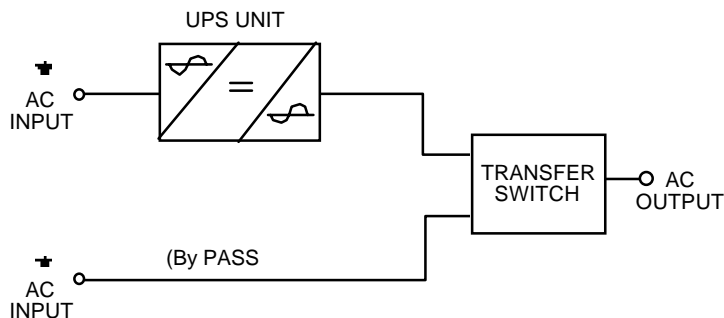 UPS UNIT
AC
INPUT
=
TRANSFER
SWITCH
AC
OUTPUT
(By PASS
AC
INPUT